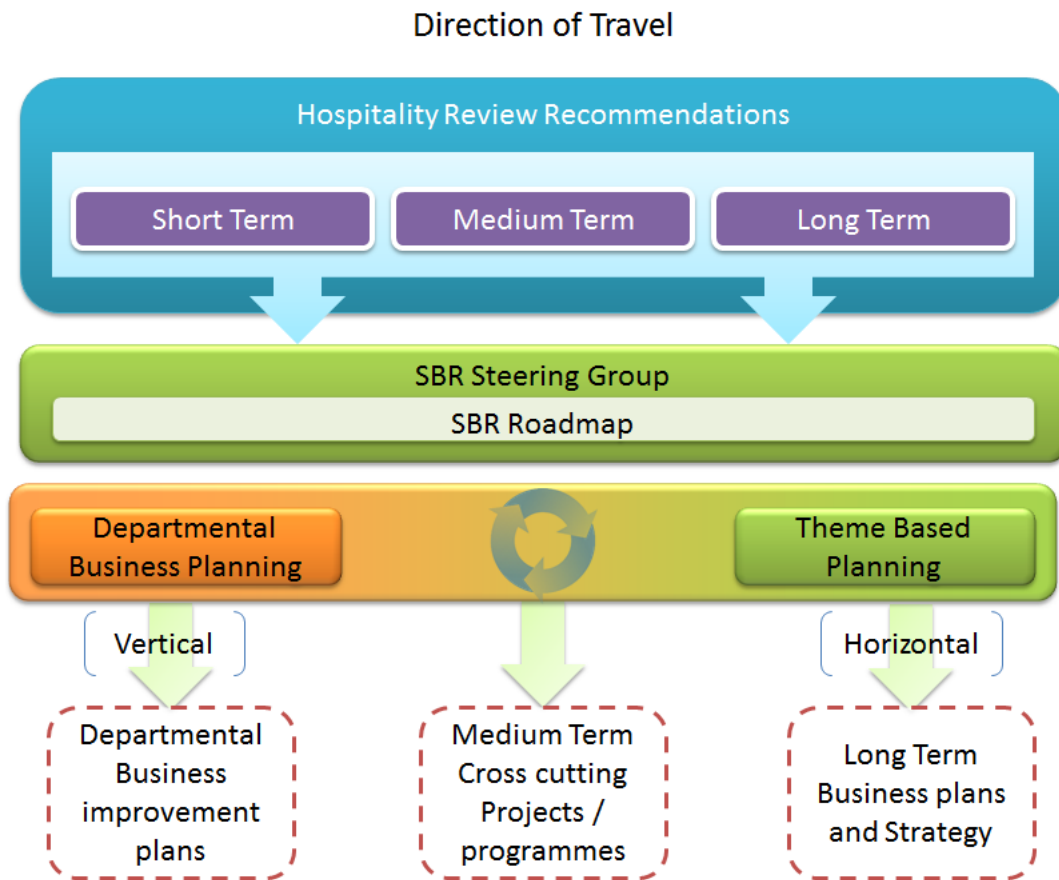 Direction of Travel
Hospitality Review Recommendations
Short Term
Medium Term
Long Term
SBR Steering Group
SBR Roadmap
Departmental
Business Planning
Theme Based
Planning
Vertical
Horizontal
Departmental
Business
improvement
plans
Medium Term
Cross cutting
Projects /
programmes
Long Term
Business plans
and Strategy